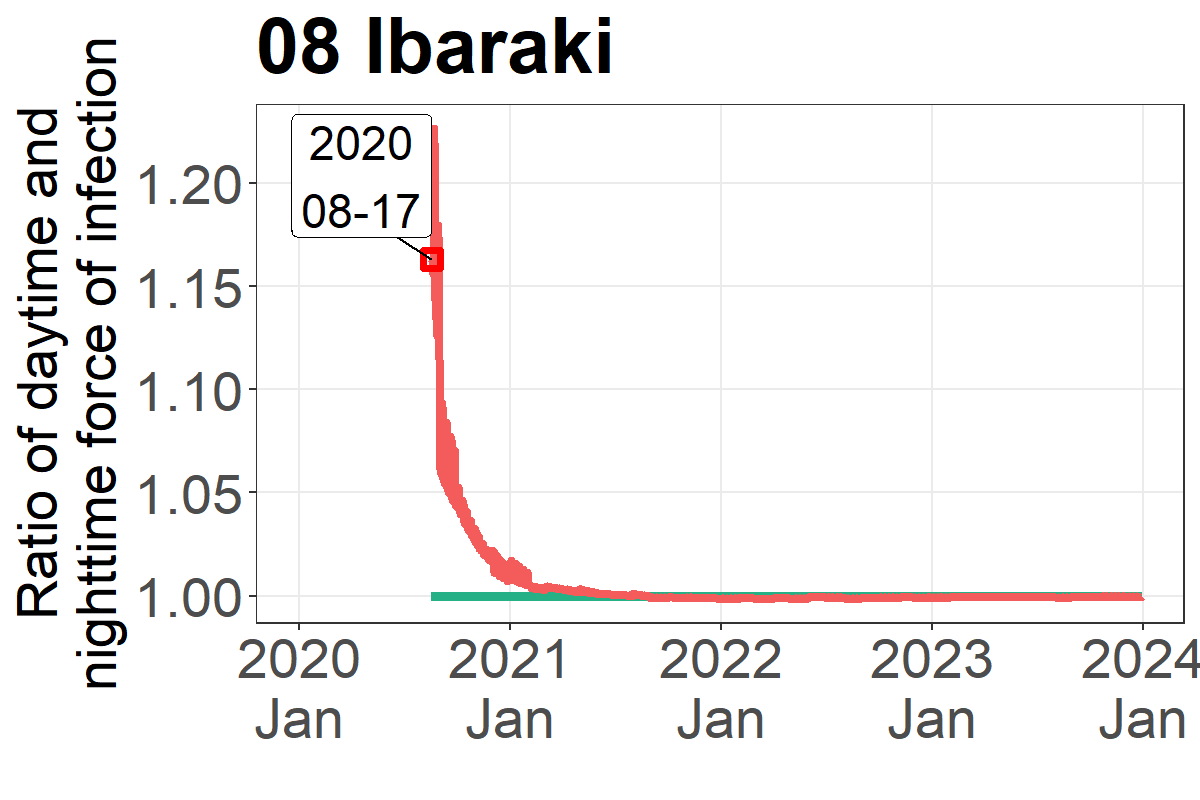 08 Ibaraki
Ratio of daytime and
nighttime force of infection
2020
08-17
1.20
1.15
1.10
1.05
1.00
2020 2021 2022 2023 2024
Jan Jan Jan Jan Jan